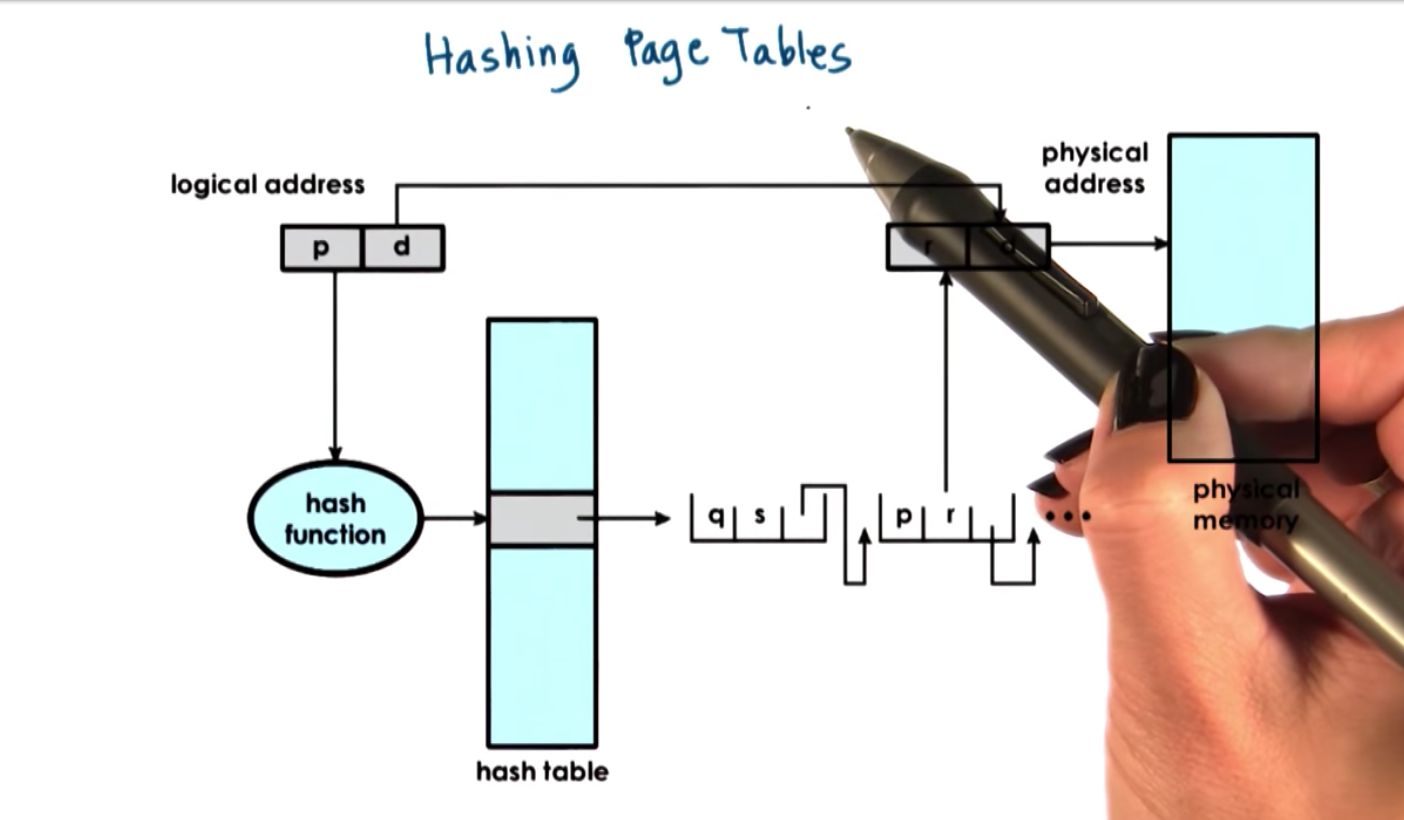 Hashing Page Tables
logical address
physical
address
p d
r d
hash
function
q s
p r
...
physical
memory
hash table